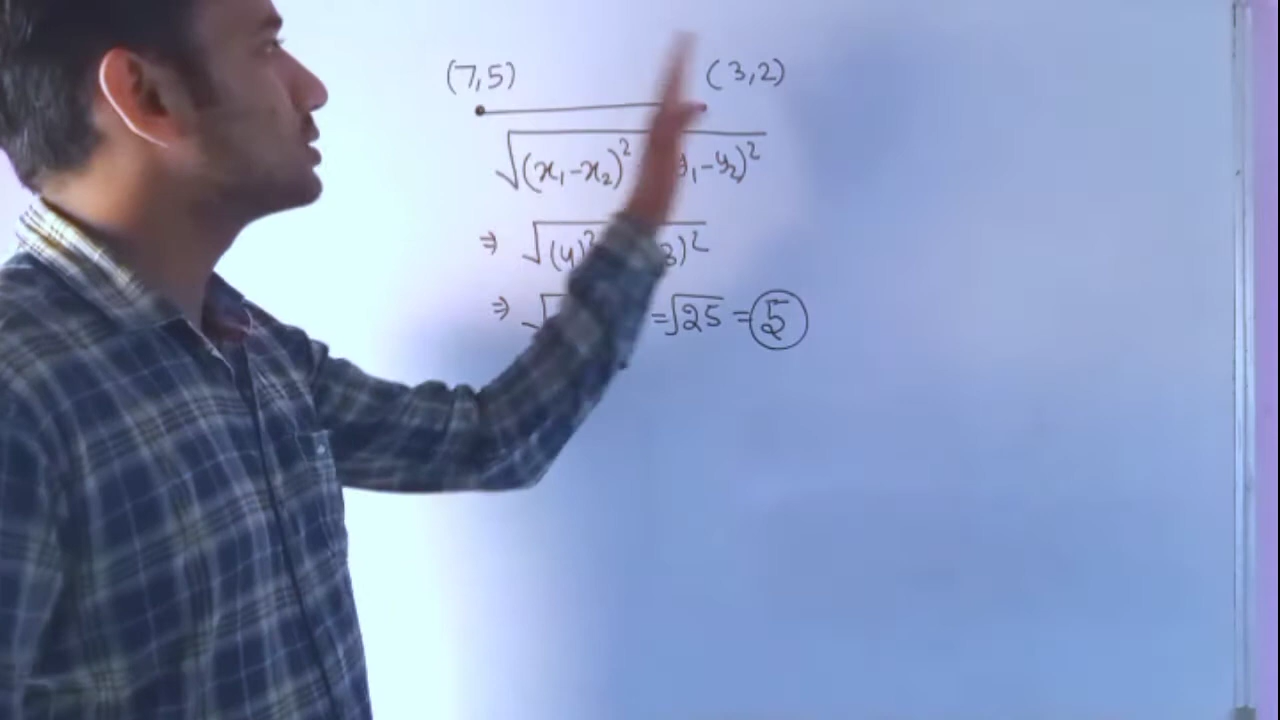 (7,5) (3,2)
√(x₁-x₂)² y₁-y₂)²
⇒ √(4)² 3)²
⇒ √ =√25 = 5